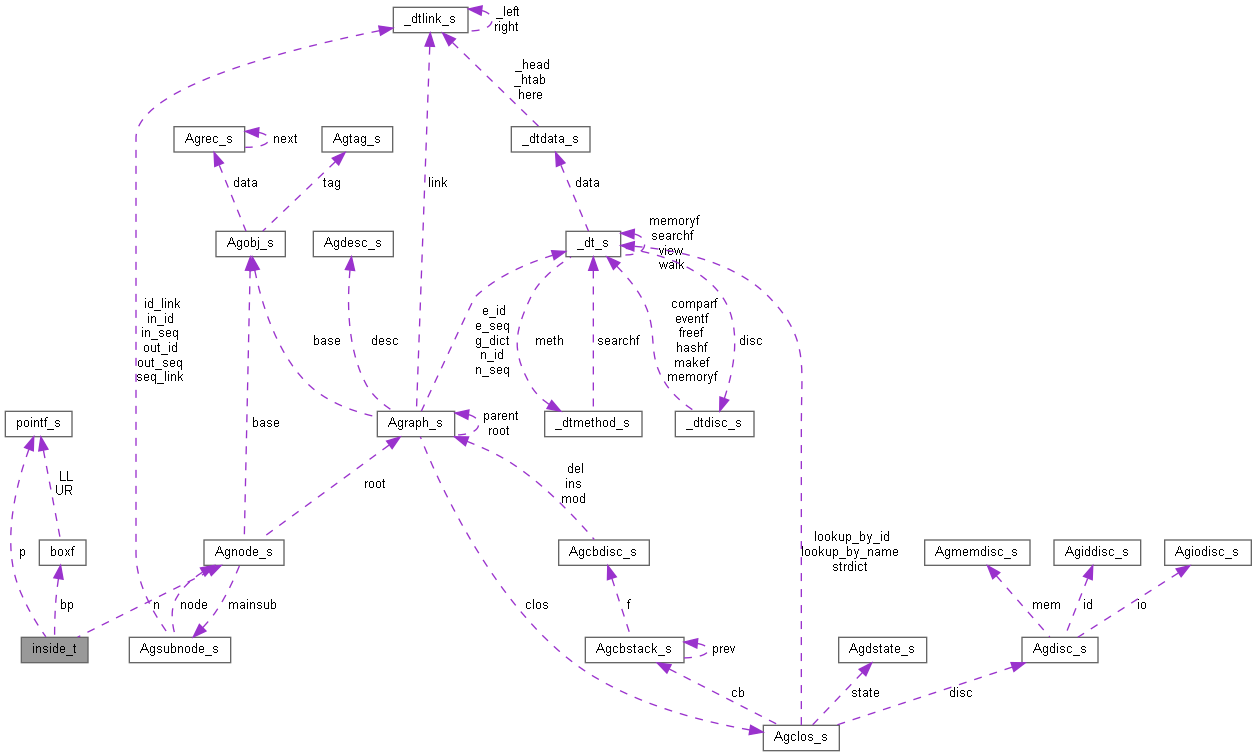 _dtlink_s
_left
right
_head
_htab
here
Agrec_s
next
Agtag_s
_dtdata_s
data
tag
link
data
Agobj_s
Agdesc_s
_dt_s
memoryf
searchf
view
walk
id_link
in_id
in_seq
out_id
out_seq
seq_link
base
desc
e_id
e_seq
g_dict
n_id
n_seq
meth
searchf
comparf
eventf
freef
hashf
makef
memoryf
disc
pointf_s
Agraph_s
parent
root
_dtmethod_s
_dtdisc_s
LL
UR
base
root
del
ins
mod
p
boxf
Agnode_s
Agcbdisc_s
lookup_by_id
lookup_by_name
strdict
Agmemdisc_s
Agiddisc_s
Agiodisc_s
bp
n
node
mainsub
clos
f
mem
id
io
inside_t
Agsubnode_s
Agcbstack_s
prev
Agdstate_s
Agdisc_s
cb
state
disc
Agclos_s